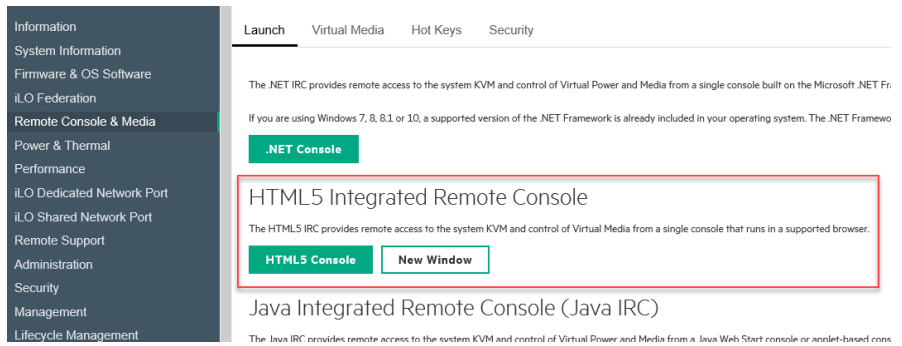 Information
System Information
Firmware & OS Software
iLO Federation
Remote Console & Media
Power & Thermal
Performance
iLO Dedicated Network Port
iLO Shared Network Port
Remote Support
Administration
Security
Management
Lifecycle Management
Launch Virtual Media Hot Keys Security
The .NET IRC provides remote access to the system KVM and control of Virtual Power and Media from a single console built on the Microsoft .NET Fr
If you are using Windows 7, 8, 8.1 or 10, a supported version of the .NET Framework is already included in your operating system. The .NET Framewo
.NET Console
HTML5 Integrated Remote Console
The HTML5 IRC provides remote access to the system KVM and control of Virtual Media from a single console that runs in a supported browser.
HTML5 Console New Window
Java Integrated Remote Console (Java IRC)
The Java IRC provides remote access to the system KVM and control of Virtual Power and Media from a Java Web Start console or applet-based cons